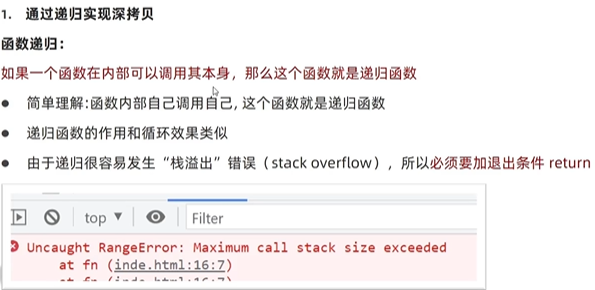 1. 通过递归实现深拷贝
函数递归：
如果一个函数在内部可以调用其本身，那么这个函数就是递归函数
● 简单理解:函数内部自己调用自己, 这个函数就是递归函数
● 递归函数的作用和循环效果类似
● 由于递归很容易发生“栈溢出”错误（stack overflow），所以必须要加退出条件 return
top ▼ Filter
Uncaught RangeError: Maximum call stack size exceeded
at fn (inde.html:16:7)
at fn (inde.html:16:7)